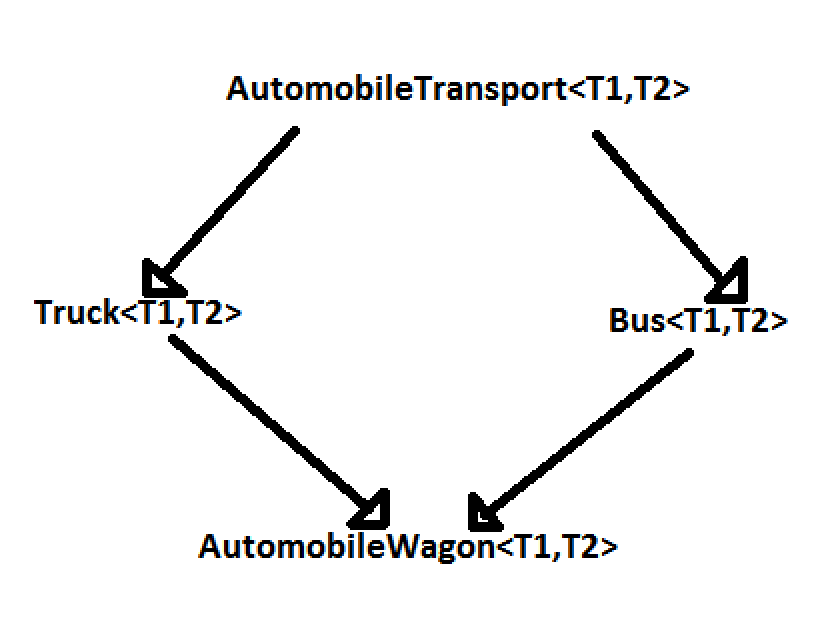 AutomobileTransport<T1,T2>
Truck<T1,T2>
Bus<T1,T2>
AutomobileWagon<T1,T2>